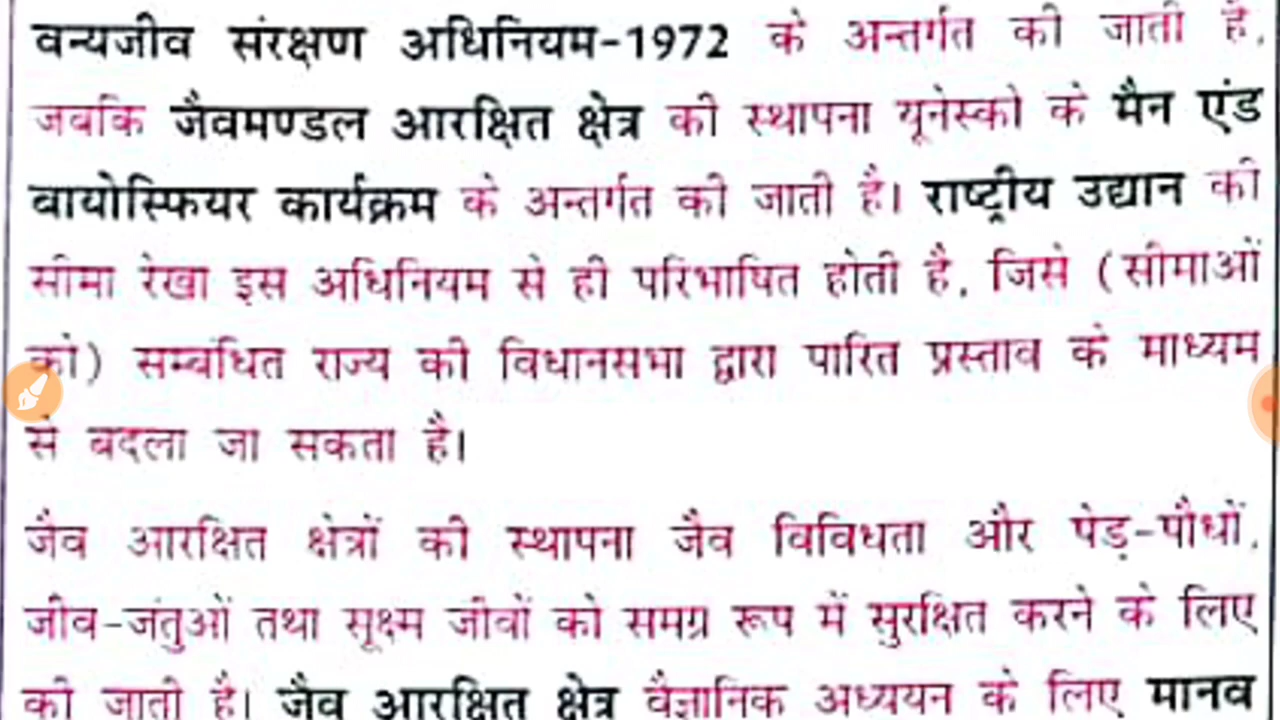 वन्यजीव संरक्षण अधिनियम-1972 के अन्तर्गत की जाती है,
जबकि जैवमण्डल आरक्षित क्षेत्र की स्थापना यूनेस्को के मैन एंड
वायोस्फियर कार्यक्रम के अन्तर्गत की जाती है। राष्ट्रीय उद्यान की
सीमा रेखा इस अधिनियम से ही परिभाषित होती है, जिसे (सीमाओं
को) सम्बंधित राज्य की विधानसभा द्वारा पारित प्रस्ताव के माध्यम
से बदला जा सकता है।
जैव आरक्षित क्षेत्रों की स्थापना जैव विविधता और पेड़-पौधों,
जीव-जंतुओं तथा सूक्ष्म जीवों को समग्र रूप में सुरक्षित करने के लिए
की जाती है। जैव आरक्षित क्षेत्र वैज्ञानिक अध्ययन के लिए मानव